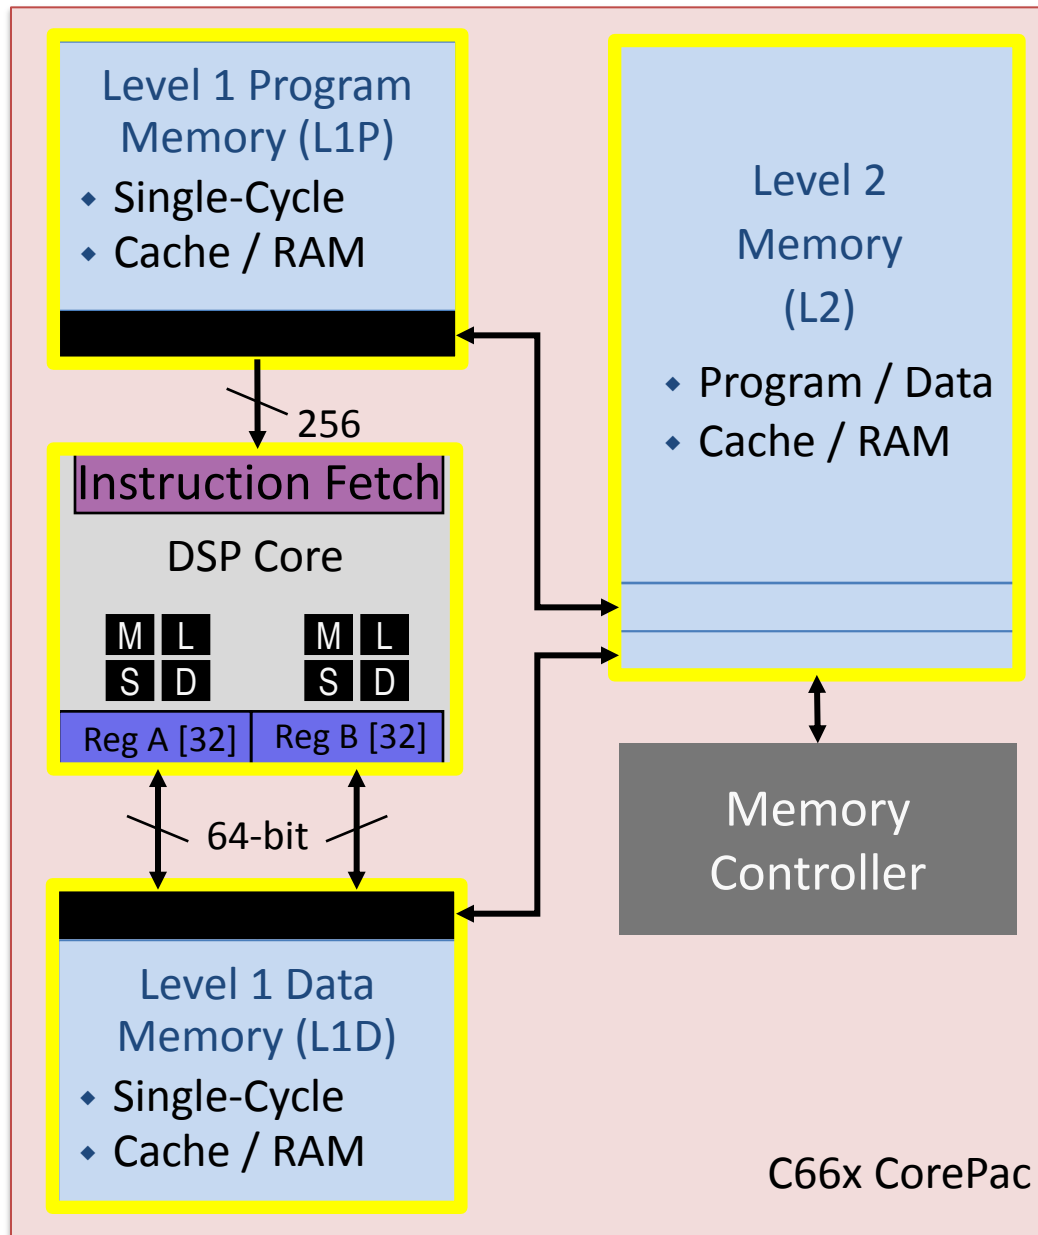 Level 1 Program
Memory (L1P)
◆ Single-Cycle
◆ Cache / RAM
256
Instruction Fetch
DSP Core
M L M L
S D S D
Reg A [32] Reg B [32]
64-bit
Level 1 Data
Memory (L1D)
◆ Single-Cycle
◆ Cache / RAM
Level 2
Memory
(L2)
◆ Program / Data
◆ Cache / RAM
Memory
Controller
C66x CorePac